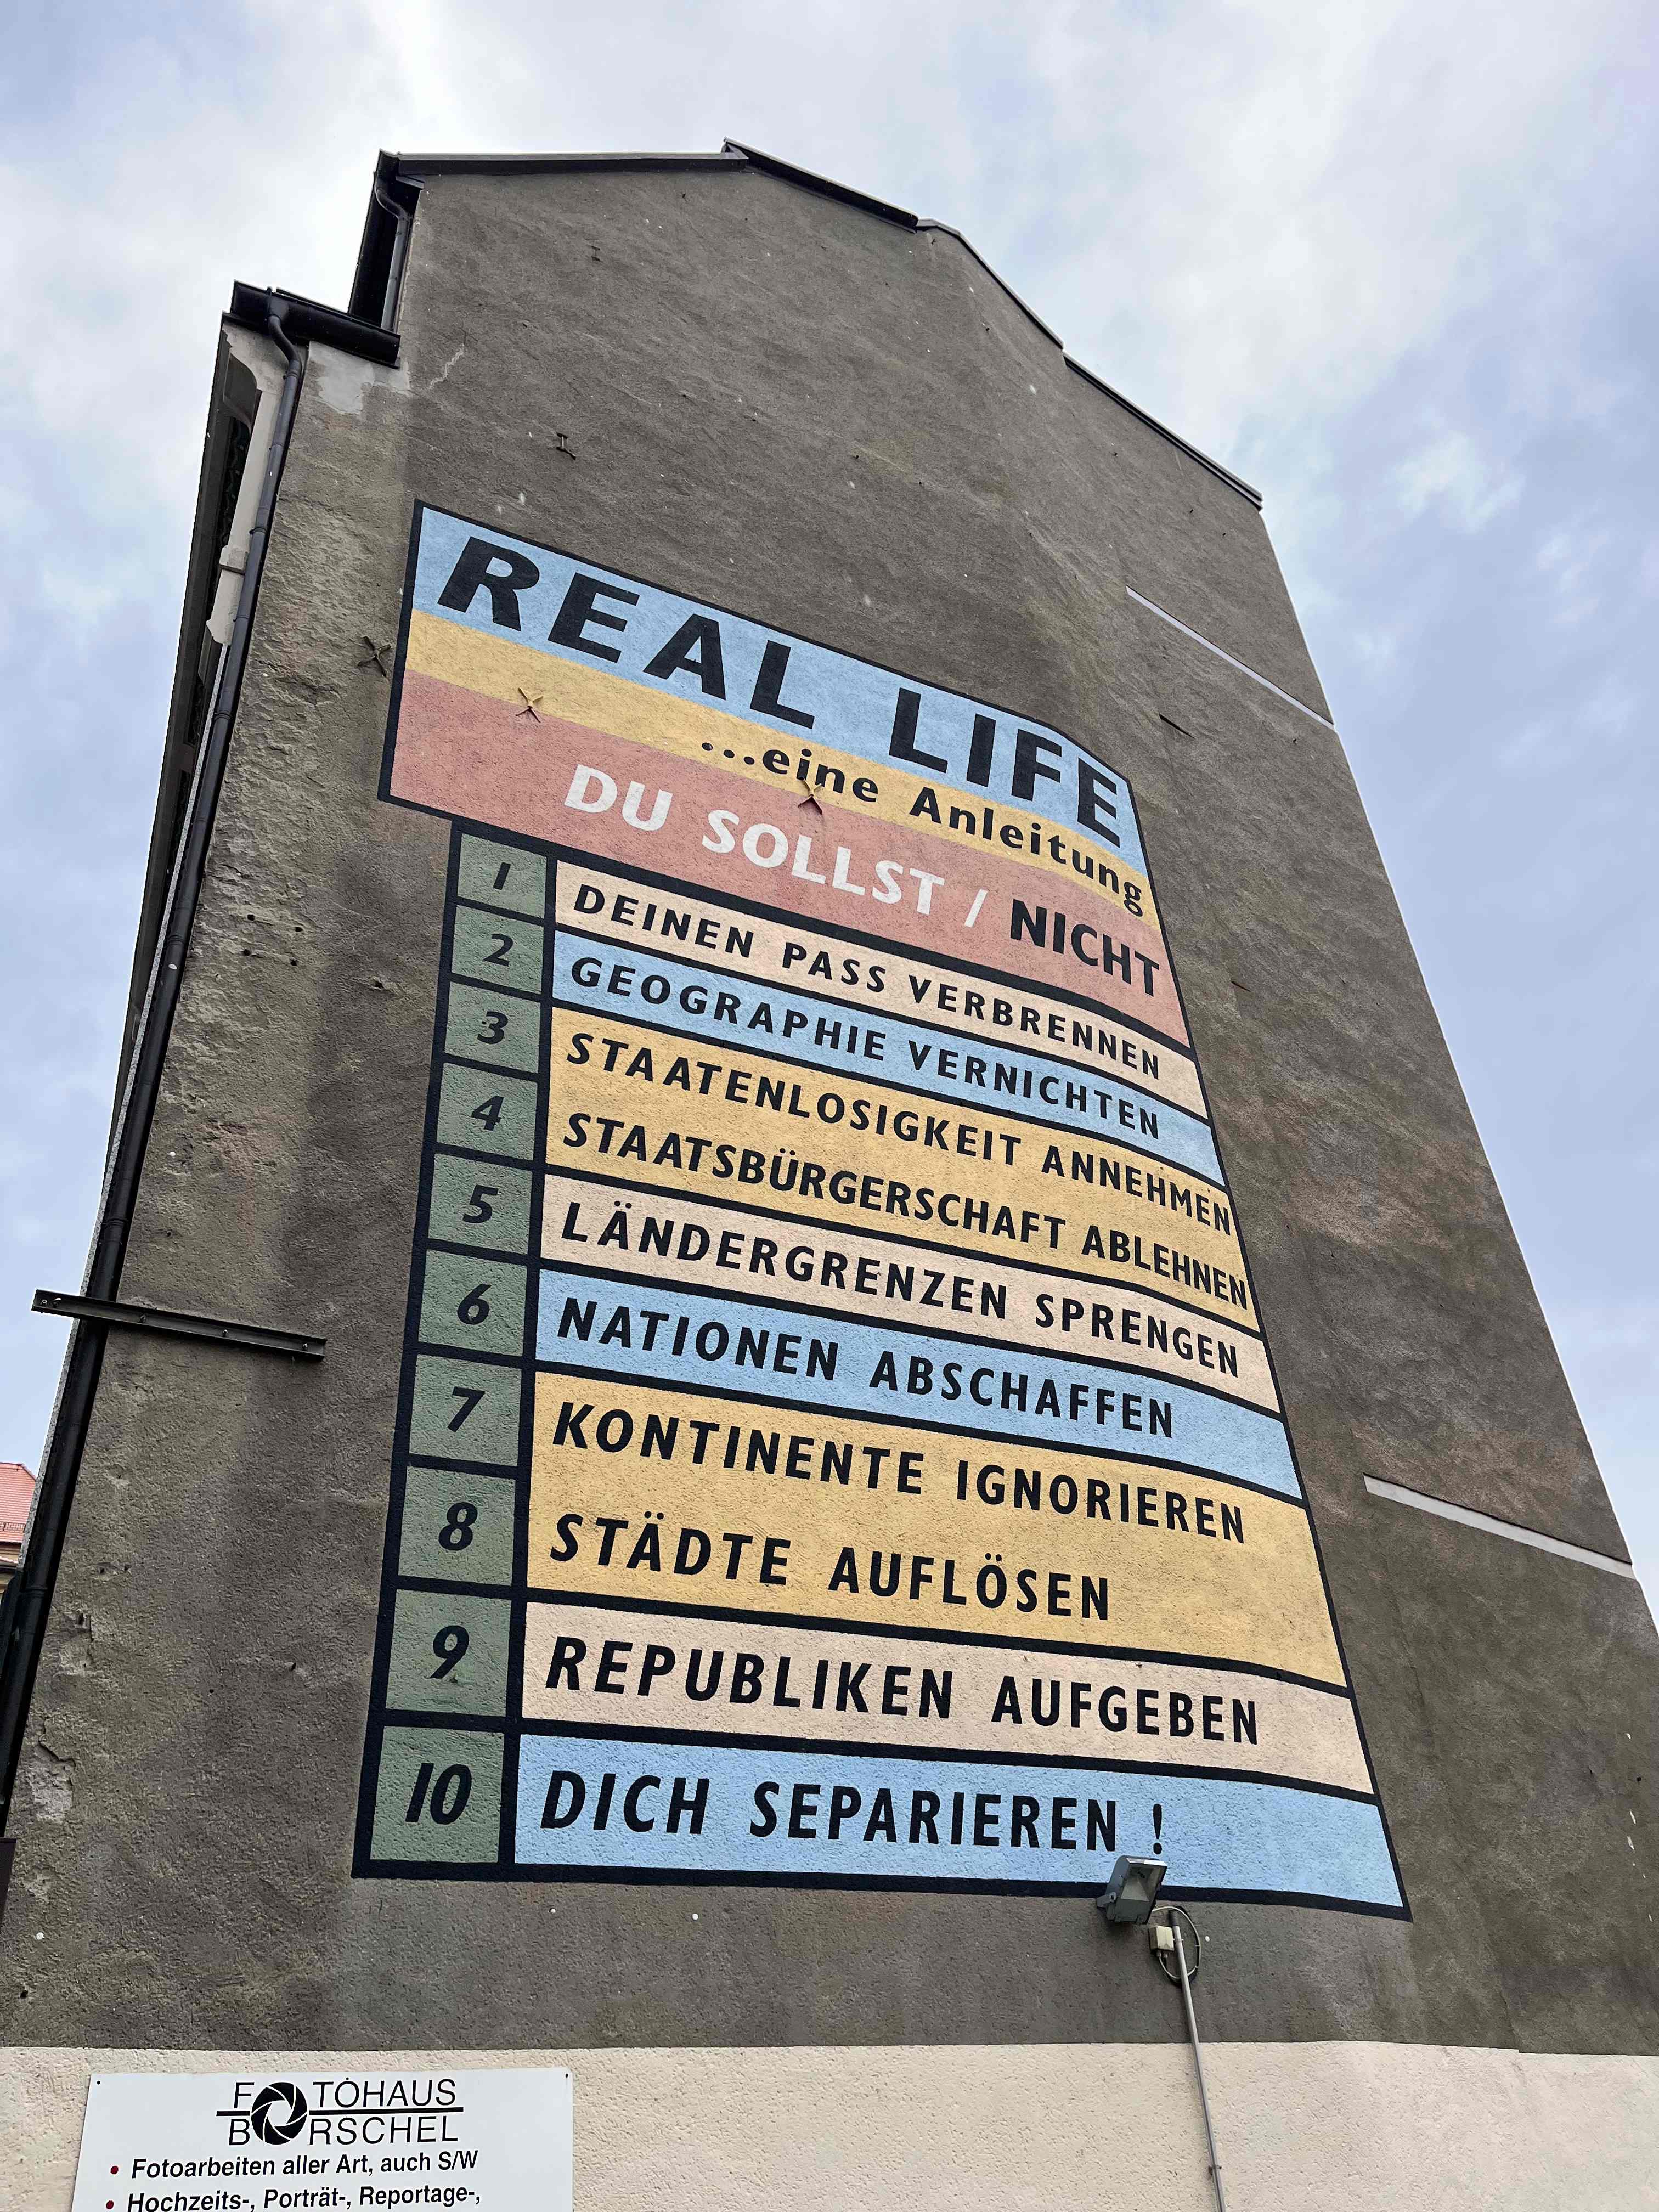 REAL LIFE
...eine Anleitung
DU SOLLST / NICHT
1 DEINEN PASS VERBRENNEN
2 GEOGRAPHIE VERNICHTEN
3 STAATENLOSIGKEIT ANNEHMEN
4 STAATSBÜRGERSCHAFT ABLEHNEN
5 LÄNDERGRENZEN SPRENGEN
6 NATIONEN ABSCHAFFEN
7 KONTINENTE IGNORIEREN
8 STÄDTE AUFLÖSEN
9 REPUBLIKEN AUFGEBEN
10 DICH SEPARIEREN !
FOTOHAUS
BORSCHEL
• Fotoarbeiten aller Art, auch S/W
• Hochzeits-, Porträt-, Reportage-,